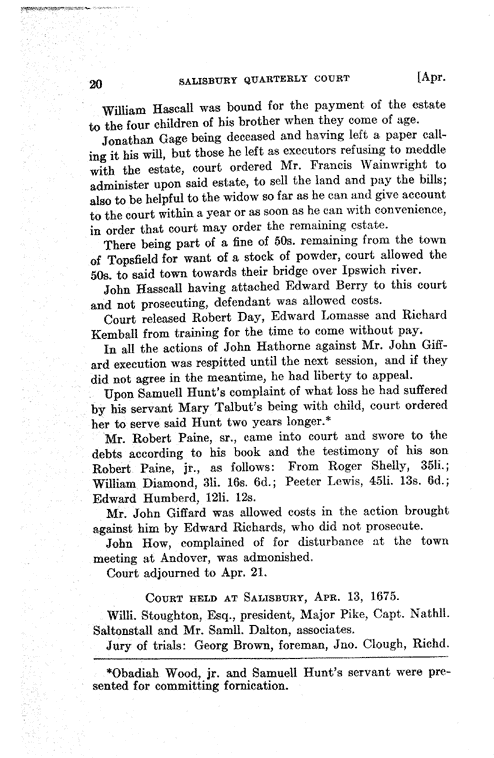 20 SALISBURY QUARTERLY COURT [Apr.
William Hascall was bound for the payment of the estate
to the four children of his brother when they come of age.
Jonathan Gage being deceased and having left a paper call-
ing it his will, but those he left as executors refusing to meddle
with the estate, court ordered Mr. Francis Wainwright to
administer upon said estate, to sell the land and pay the bills;
also to be helpful to the widow so far as he can and give account
to the court within a year or as soon as he can with convenience,
in order that court may order the remaining estate.
There being part of a fine of 50s. remaining from the town
of Topsfield for want of a stock of powder, court allowed the
50s. to said town towards their bridge over Ipswich river.
John Hasscall having attached Edward Berry to this court
and not prosecuting, defendant was allowed costs.
Court released Robert Day, Edward Lomasse and Richard
Kemball from training for the time to come without pay.
In all the actions of John Hathorne against Mr. John Giff-
ard execution was respitted until the next session, and if they
did not agree in the meantime, he had liberty to appeal.
Upon Samuell Hunt's complaint of what loss he had suffered
by his servant Mary Talbut's being with child, court ordered
her to serve said Hunt two years longer.*
Mr. Robert Paine, sr., came into court and swore to the
debts according to his book and the testimony of his son
Robert Paine, jr., as follows: From Roger Shelly, 35li.;
William Diamond, 3li. 16s. 6d.; Peeter Lewis, 45li. 13s. 6d.;
Edward Humberd, 12li. 12s.
Mr. John Giffard was allowed costs in the action brought
against him by Edward Richards, who did not prosecute.
John How, complained of for disturbance at the town
meeting at Andover, was admonished.
Court adjourned to Apr. 21.
COURT HELD AT SALISBURY, APR. 13, 1675.
Willi. Stoughton, Esq., president, Major Pike, Capt. Nathll.
Saltonstall and Mr. Samll. Dalton, associates.
Jury of trials: Georg Brown, foreman, Jno. Clough, Richd.
*Obadiah Wood, jr. and Samuell Hunt's servant were pre-
sented for committing fornication.